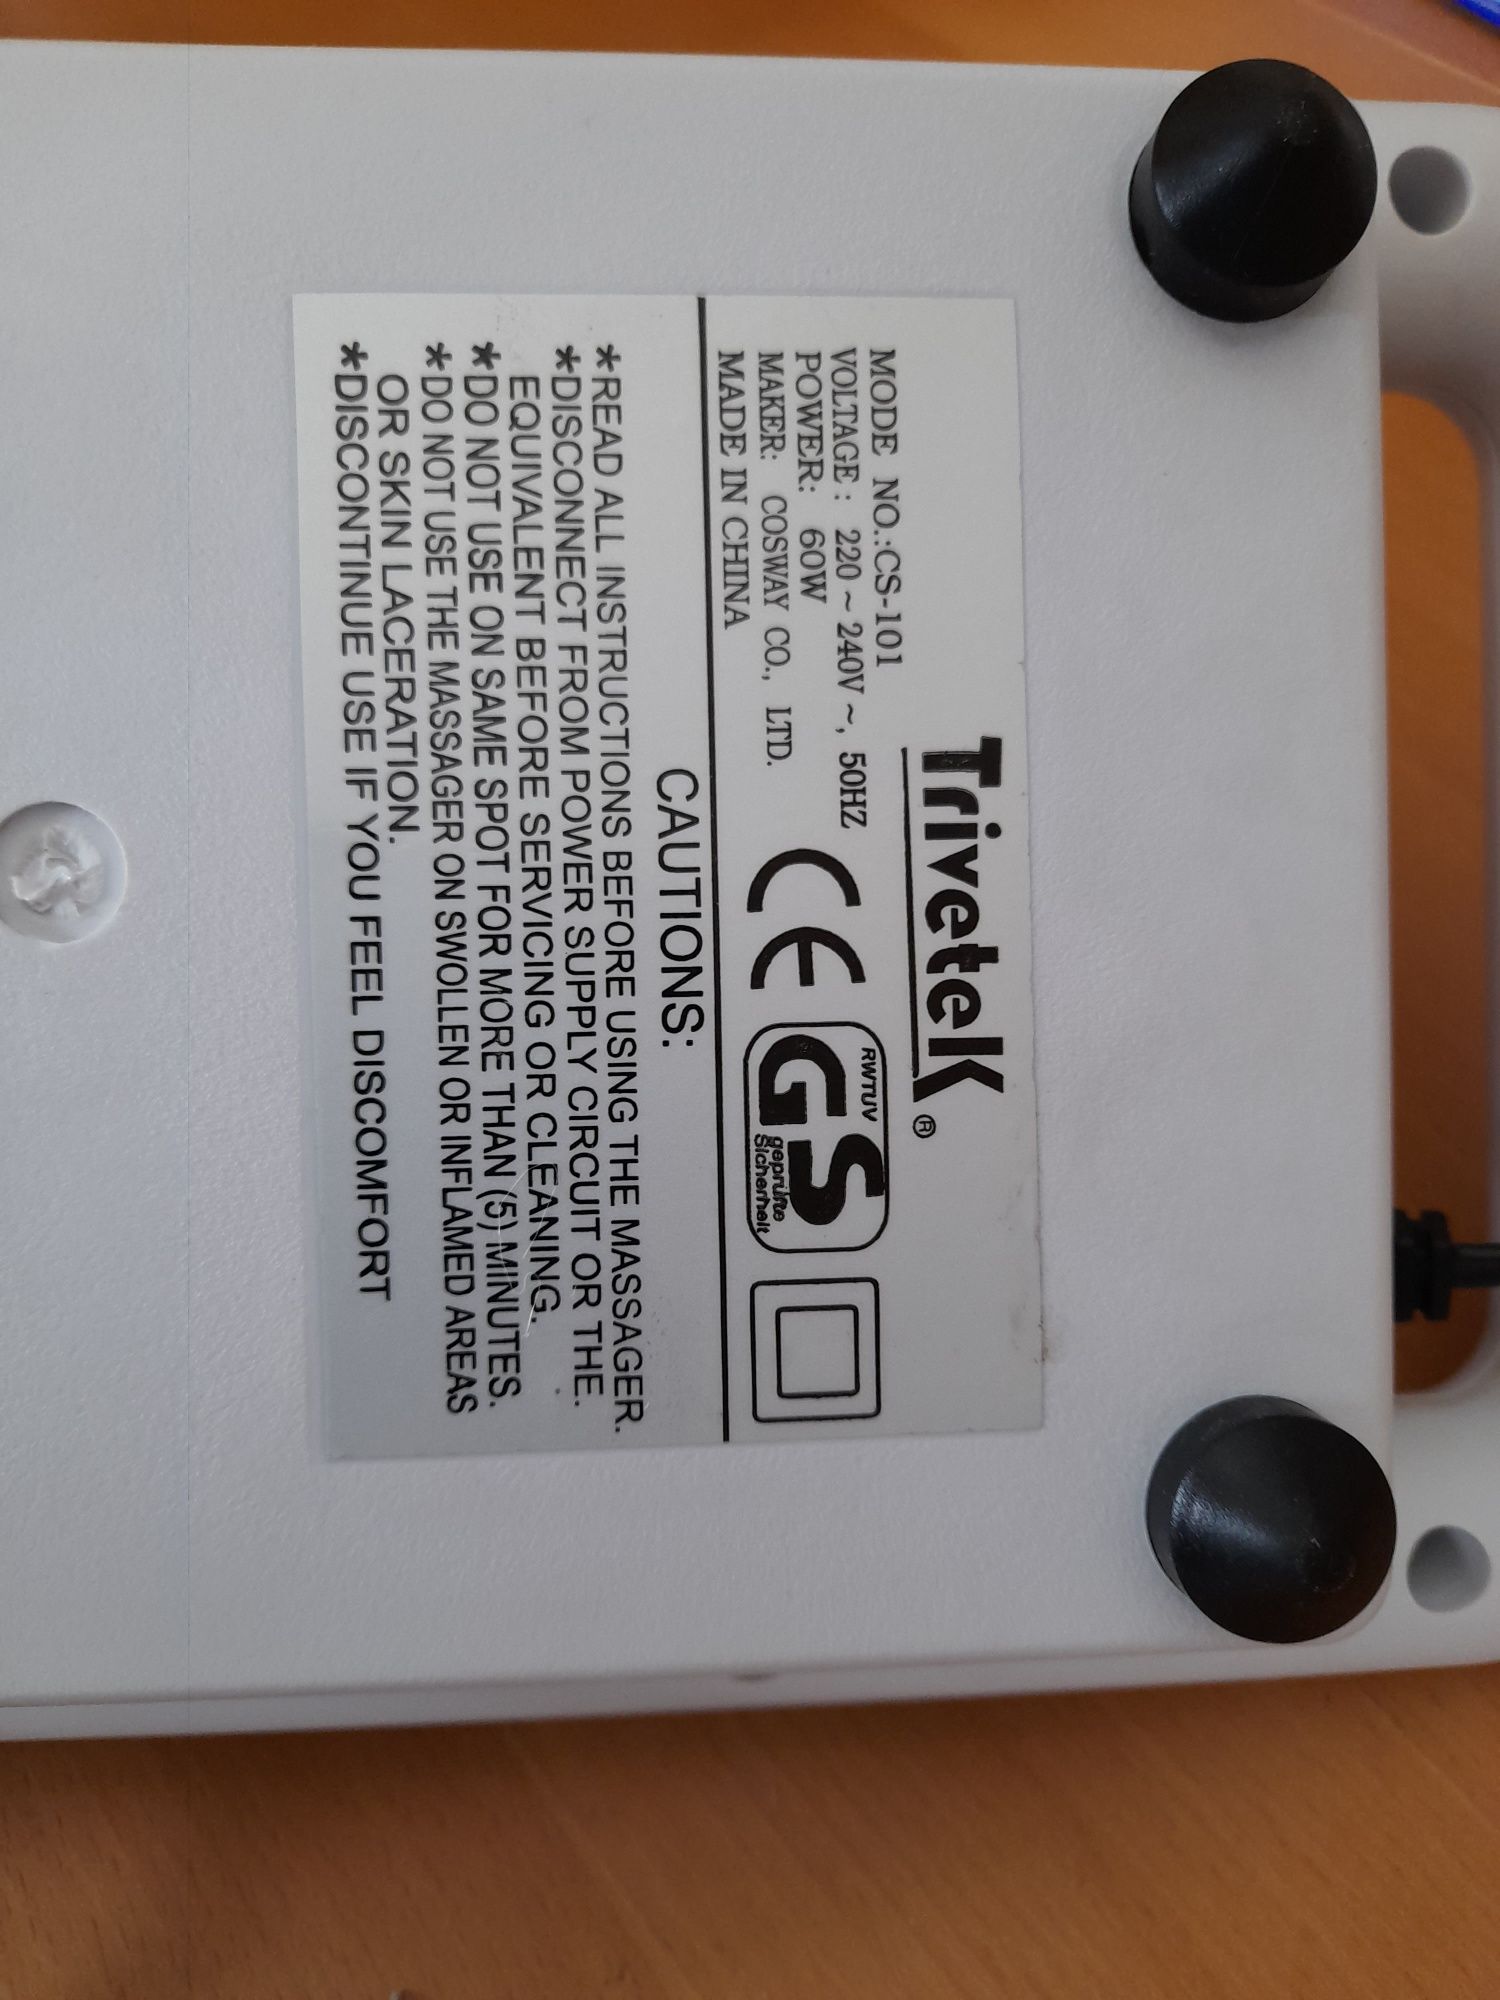 Trivetek ®
MODE NO.:CS-101
VOLTAGE: 220~240V~, 50HZ
POWER: 60W
MAKER: COSWAY CO., LTD.
MADE IN CHINA
CE
RWTUV
GS
geprüfte
Sicherheit
CAUTIONS:
*READ ALL INSTRUCTIONS BEFORE USING THE MASSAGER.
*DISCONNECT FROM POWER SUPPLY CIRCUIT OR THE.
EQUIVALENT BEFORE SERVICING OR CLEANING.
*DO NOT USE ON SAME SPOT FOR MORE THAN (5) MINUTES.
*DO NOT USE THE MASSAGER ON SWOLLEN OR INFLAMED AREAS
OR SKIN LACERATION.
*DISCONTINUE USE IF YOU FEEL DISCOMFORT